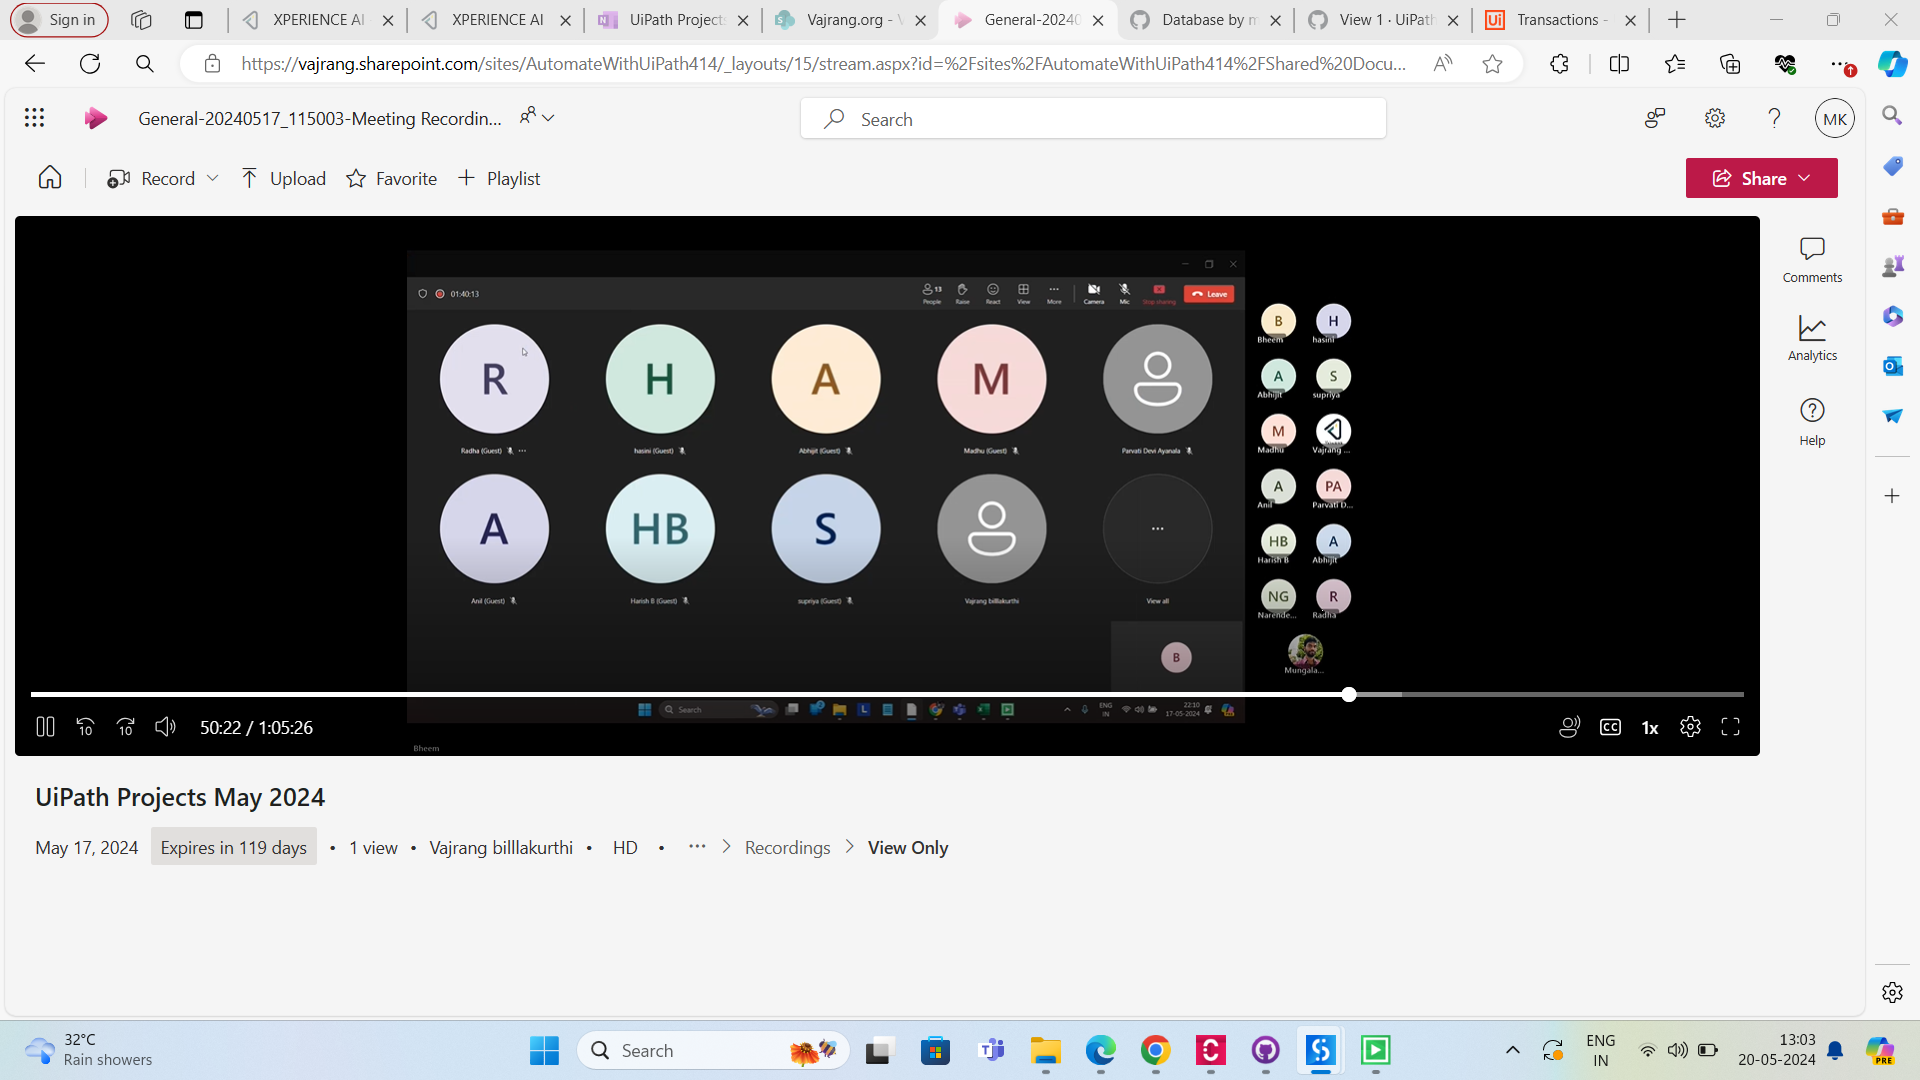 Sign in
XPERIENCE AI
XPERIENCE AI
UiPath Project
Vajrang.org - V
General-20240
Database by m
View 1 · UiPath
Transactions -
https://vajrang.sharepoint.com/sites/AutomateWithUiPath414/_layouts/15/stream.aspx?id=%2Fsites%2FAutomateWithUiPath414%2FShared%20Docu...
General-20240517_115003-Meeting Recordin...
Search
MK
Record
Upload
Favorite
Playlist
Share
Comments
Analytics
Help
01:40:13
13
People
Raise
React
View
More
Camera
Mic
Stop sharing
Leave
R
H
A
M
Radha (Guest)
hasini (Guest)
Abhijit (Guest)
Madhu (Guest)
Parvati Devi Ayanala
A
HB
S
Anil (Guest)
Harish B (Guest)
supriya (Guest)
Vajrang billlakurthi
View all
B
B
H
Bheem
hasini
A
S
Abhijit
supriya
M
Madhu
Vajrang ...
A
PA
Anil
Parvati D...
HB
A
Harish B
Abhijit
NG
R
Narende...
Radha
Mungala...
Search
ENG
IN
22:10
17-05-2024
Bheem
10
10
50:22 / 1:05:26
CC
1x
UiPath Projects May 2024
May 17, 2024
Expires in 119 days
• 1 view • Vajrang billlakurthi • HD • ... > Recordings > View Only
32°C
Rain showers
Search
ENG
IN
13:03
20-05-2024
PRE